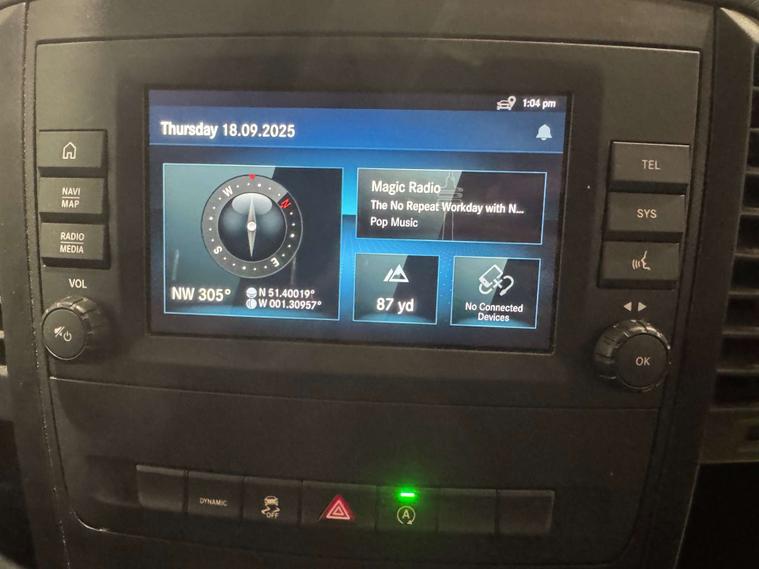 1:04 pm
Thursday 18.09.2025
NAVI
MAP
RADIO
MEDIA
VOL
W
N
S
E
NW 305°
N 51.40019°
W 001.30957°
Magic Radio
The No Repeat Workday with N...
Pop Music
87 yd
No Connected
Devices
TEL
SYS
OK
DYNAMIC
OFF
A